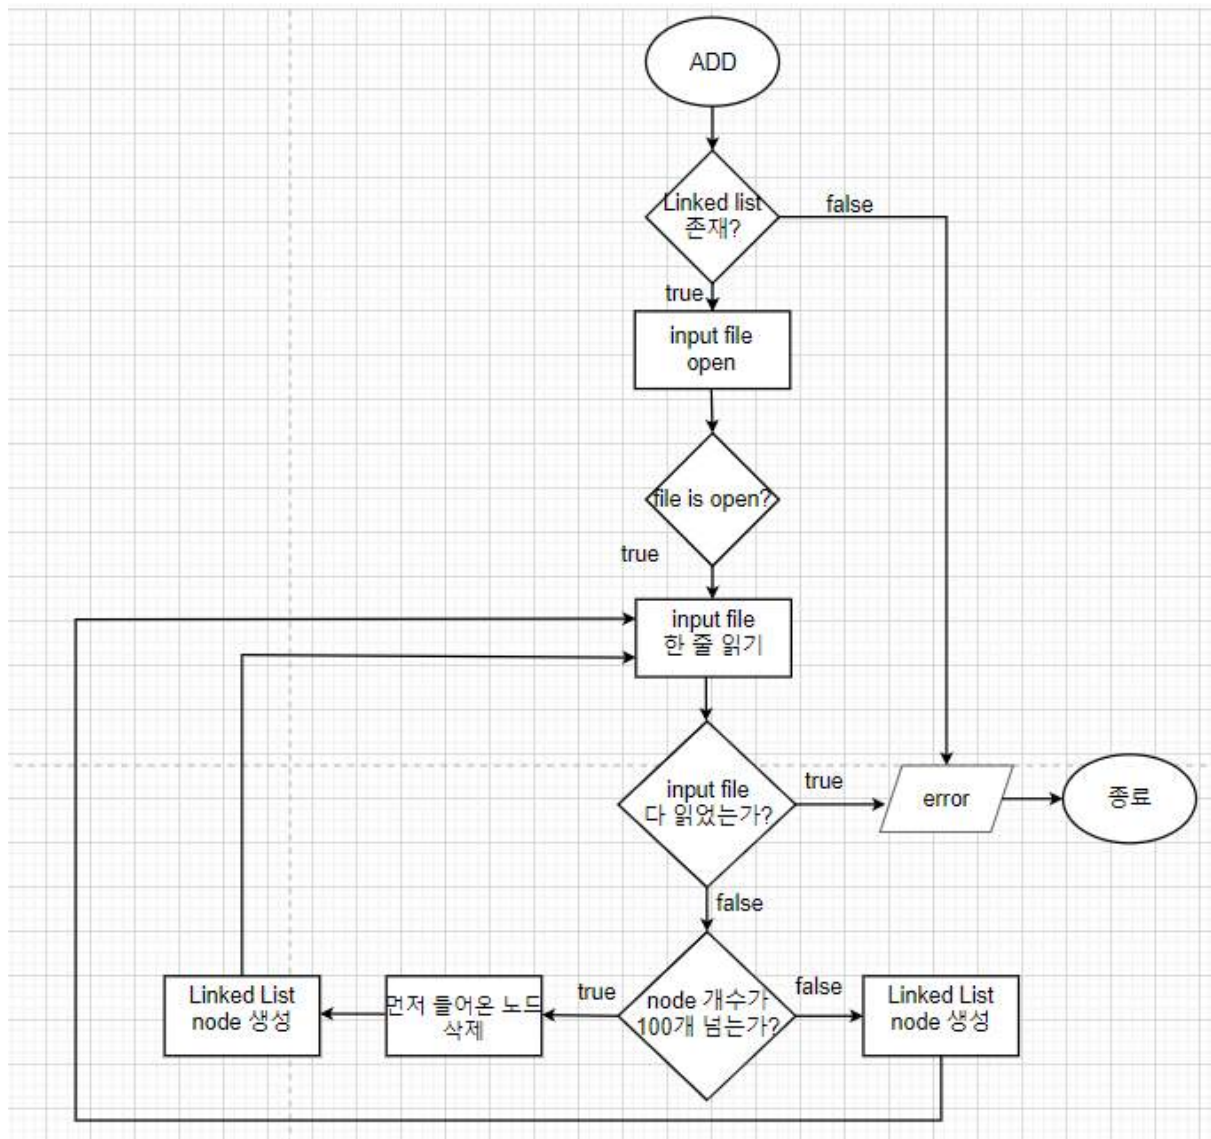 ADD
Linked list
존재?
false
true
input file
open
file is open?
true
input file
한 줄 읽기
input file
다 읽었는가?
true
error
종료
false
Linked List
node 생성
먼저 들어온 노드
삭제
true
node 개수가
100개 넘는가?
false
Linked List
node 생성